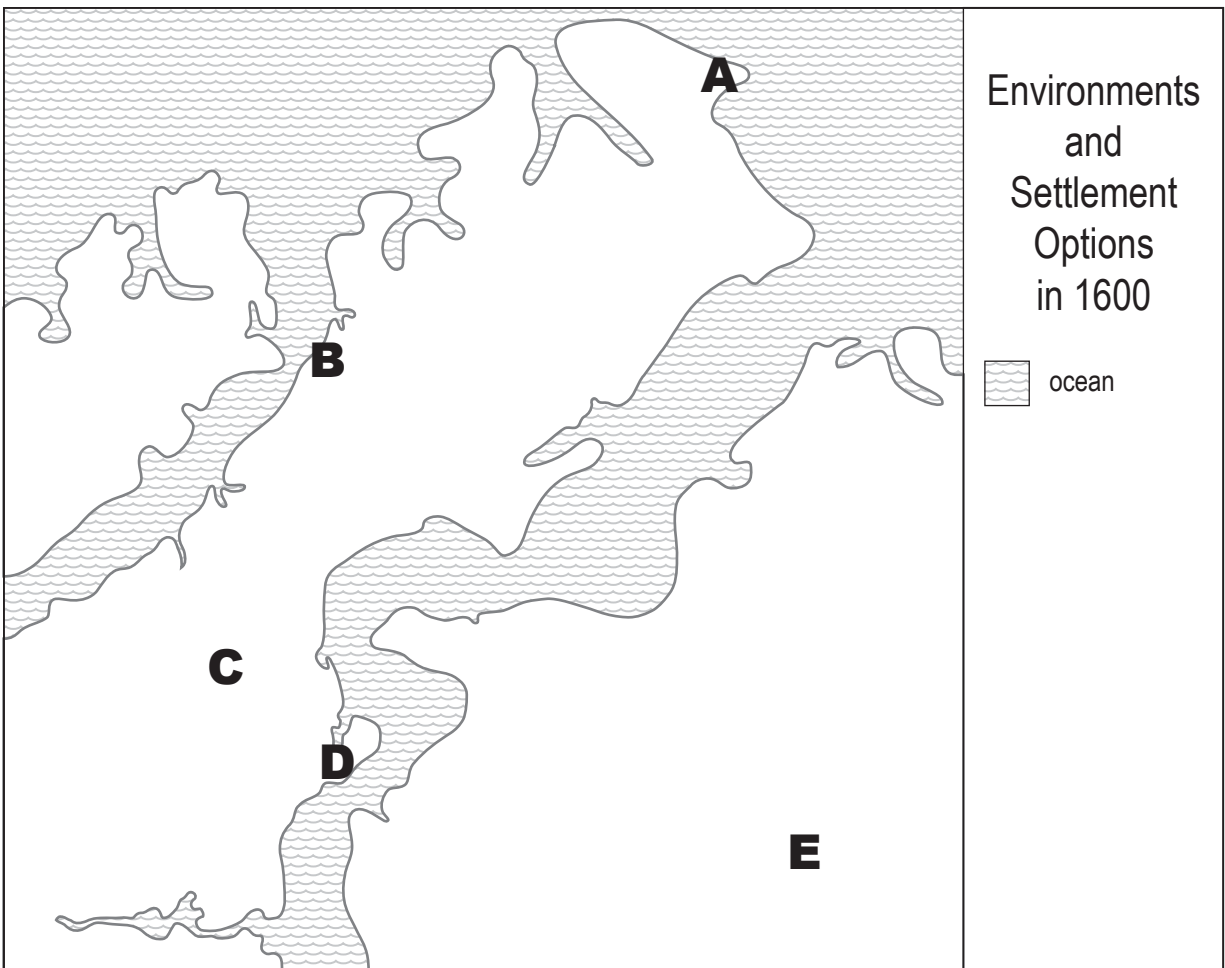 A
B
C
D
E
Environments
and
Settlement
Options
in 1600
ocean